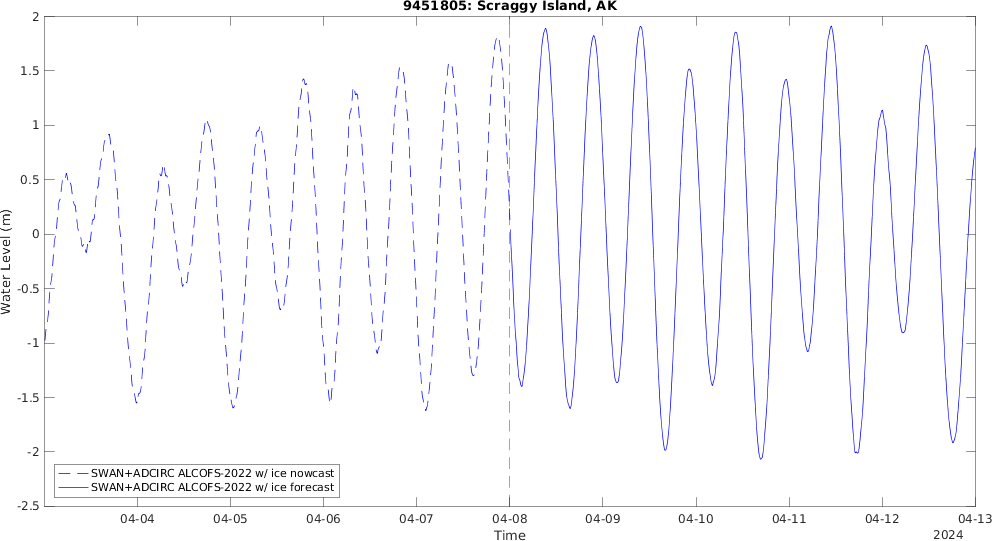 9451805: Scraggy Island, AK
2
1.5
1
0.5
0
-0.5
-1
-1.5
-2
-2.5
Water Level (m)
SWAN+ADCIRC ALCOFS-2022 w/ ice nowcast
SWAN+ADCIRC ALCOFS-2022 w/ ice forecast
04-04 04-05 04-06 04-07 04-08 04-09 04-10 04-11 04-12 04-13
Time
2024